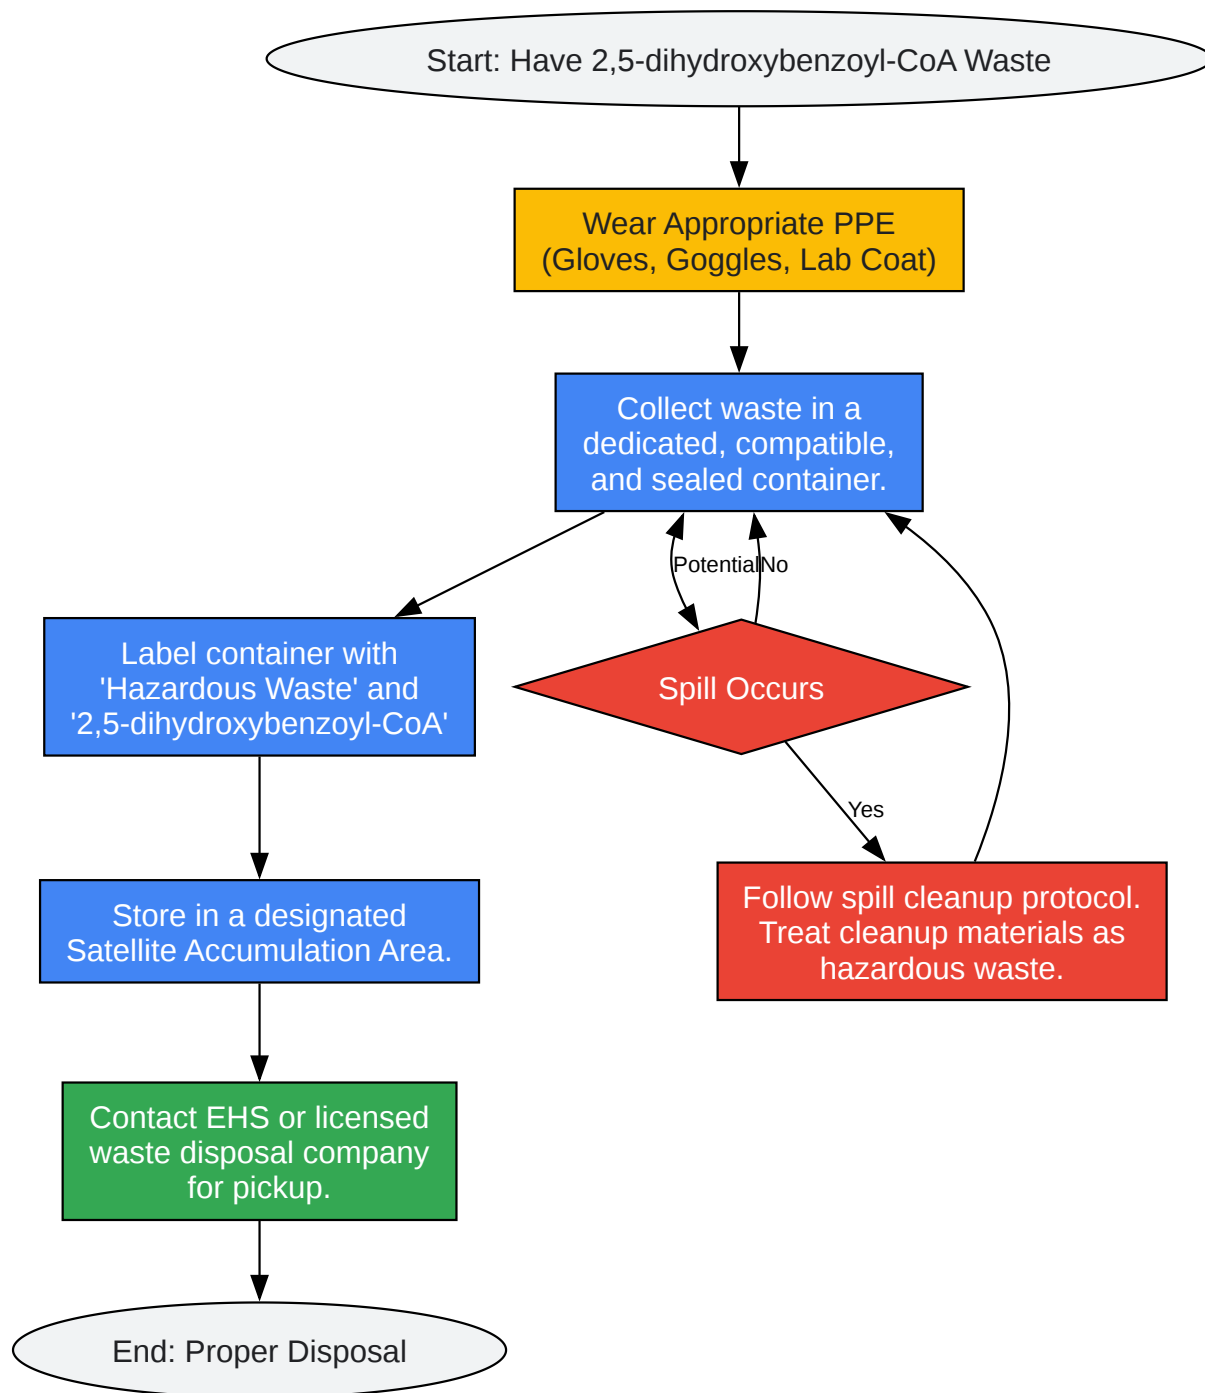 Start: Have 2,5-dihydroxybenzoyl-CoA Waste
Wear Appropriate PPE
(Gloves, Goggles, Lab Coat)
Collect waste in a
dedicated, compatible,
and sealed container.
Potential
No
Label container with
'Hazardous Waste' and
'2,5-dihydroxybenzoyl-CoA'
Spill Occurs
Yes
Store in a designated
Satellite Accumulation Area.
Follow spill cleanup protocol.
Treat cleanup materials as
hazardous waste.
Contact EHS or licensed
waste disposal company
for pickup.
End: Proper Disposal